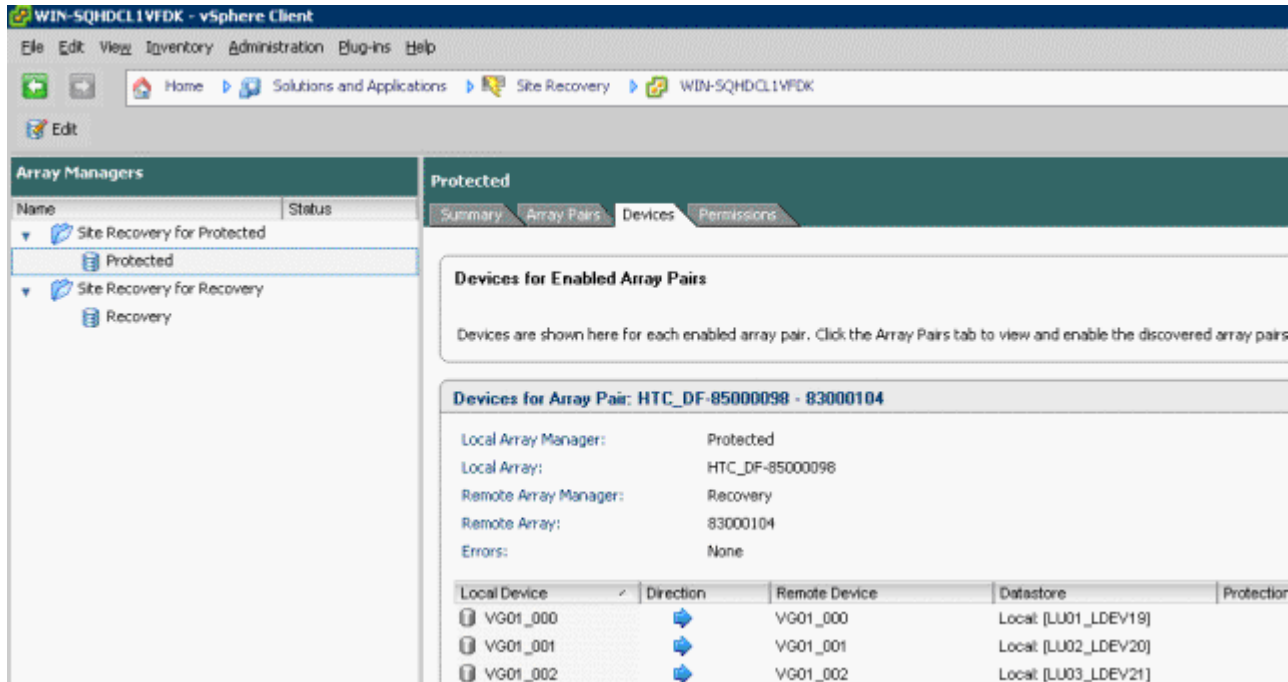 WIN-SQHDCL1VFDK - vSphere Client
File Edit View Inventory Administration Plug-ins Help
Home Solutions and Applications Site Recovery WIN-SQHDCL1VFDK
Edit
Array Managers
Name Status
Site Recovery for Protected
Protected
Site Recovery for Recovery
Recovery
Protected
Summary Array Pairs Devices Permissions
Devices for Enabled Array Pairs
Devices are shown here for each enabled array pair. Click the Array Pairs tab to view and enable the discovered array pairs
Devices for Array Pair: HTC_DF-85000098 - 83000104
Local Array Manager: Protected
Local Array: HTC_DF-85000098
Remote Array Manager: Recovery
Remote Array: 83000104
Errors: None
Local Device Direction Remote Device Datastore Protection
VG01_000 VG01_000 Local: [LU01_LDEV19]
VG01_001 VG01_001 Local: [LU02_LDEV20]
VG01_002 VG01_002 Local: [LU03_LDEV21]